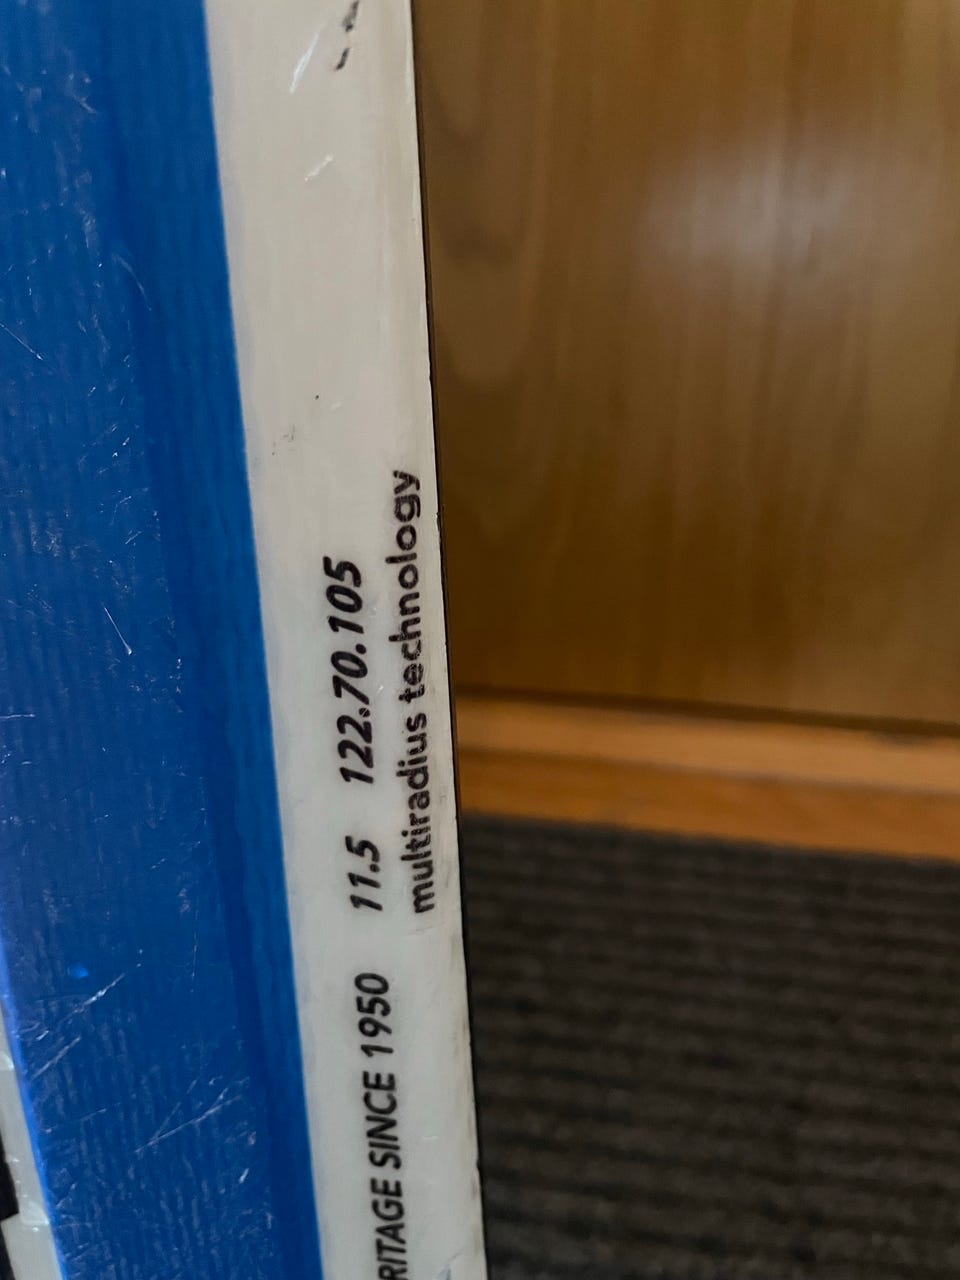 RITAGE SINCE 1950 11.5 122.70.105
multiradius technology